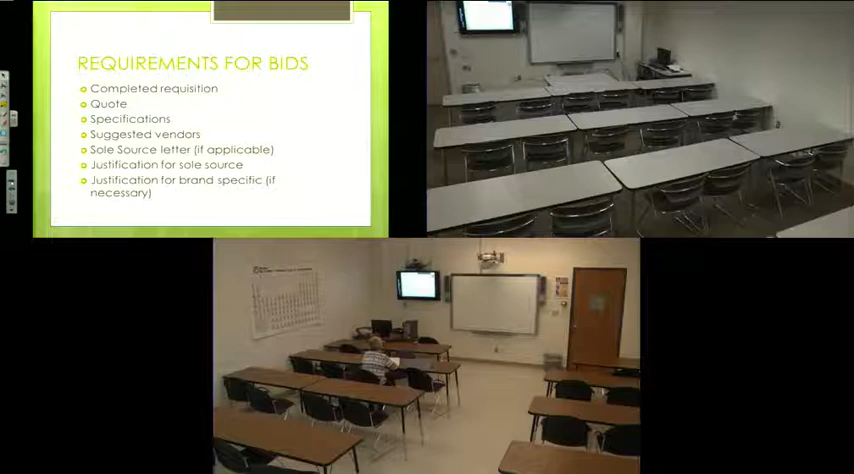 REQUIREMENTS FOR BIDS
Completed requisition
Quote
Specifications
Suggested vendors
Sole Source letter (if applicable)
Justification for sole source
Justification for brand specific (if
necessary)